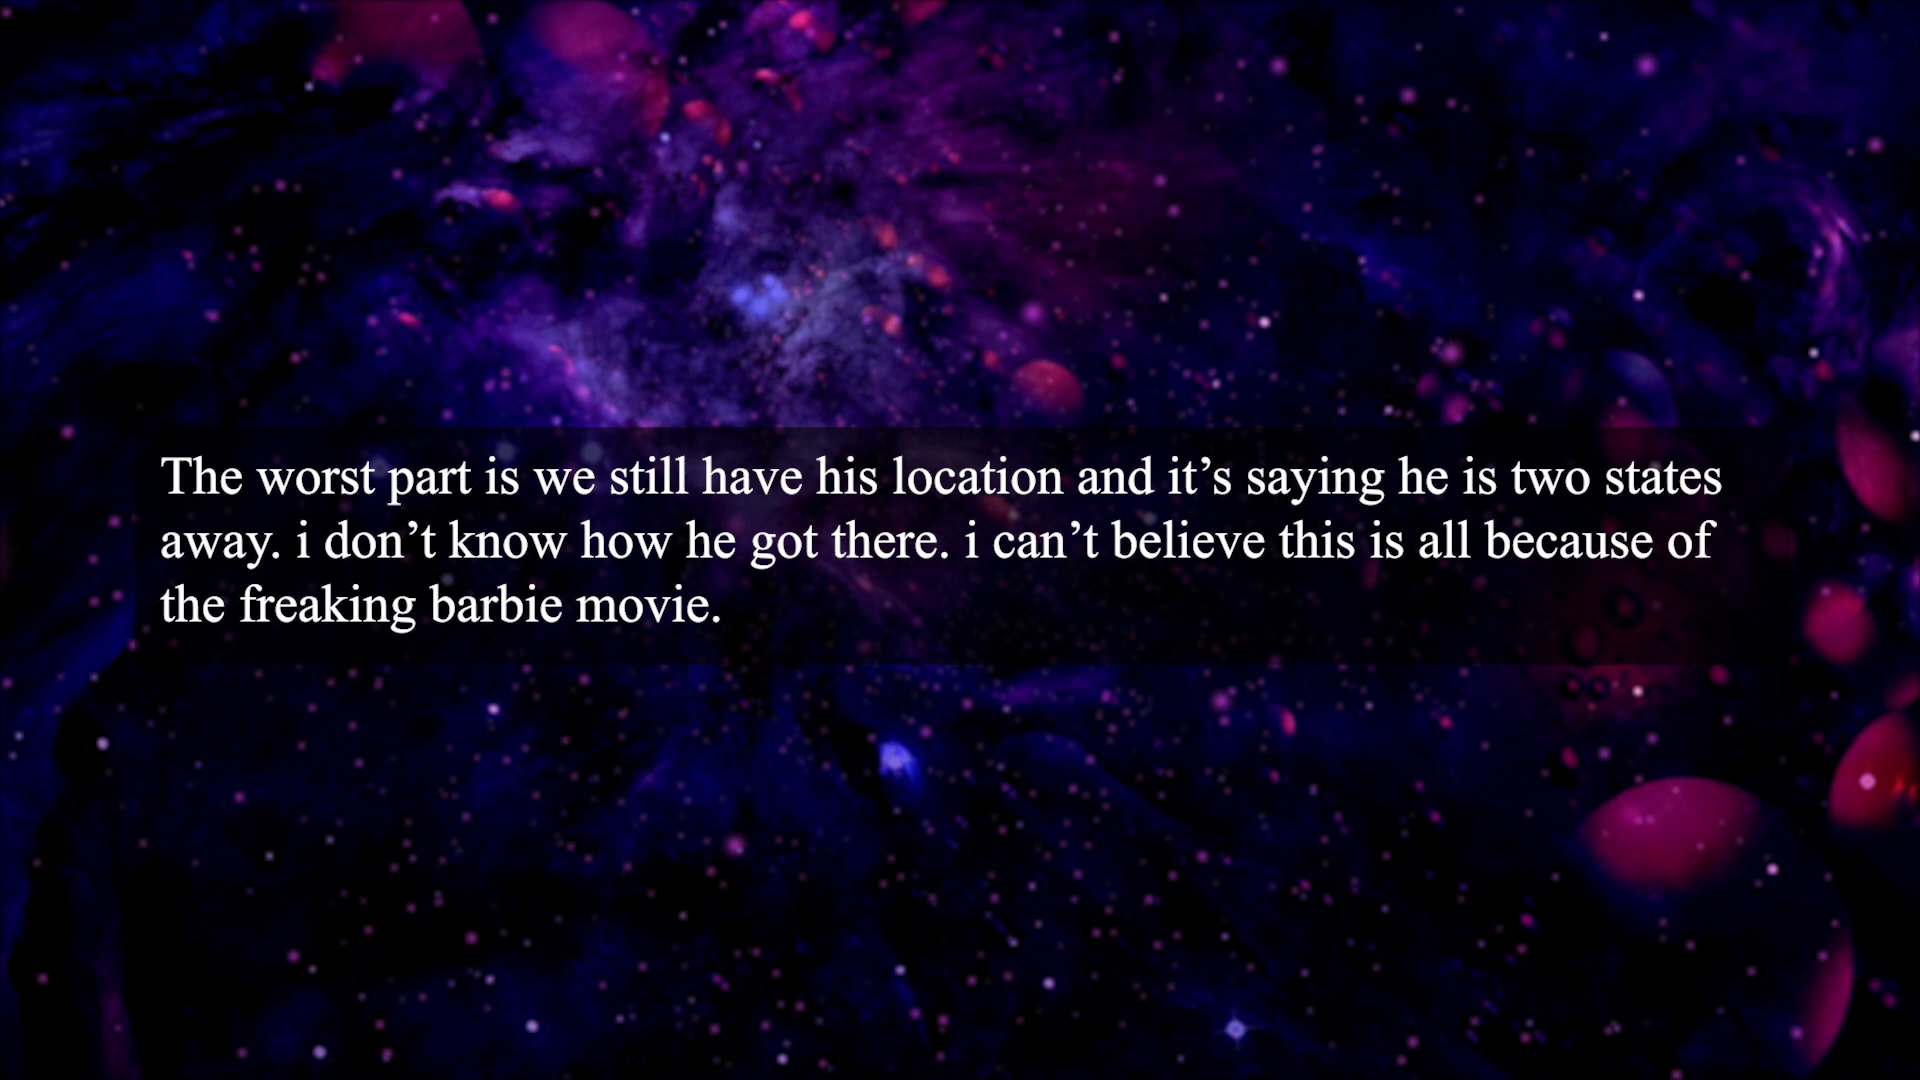 The worst part is we still have his location and it’s saying he is two states
away. i don’t know how he got there. i can’t believe this is all because of
the freaking barbie movie.